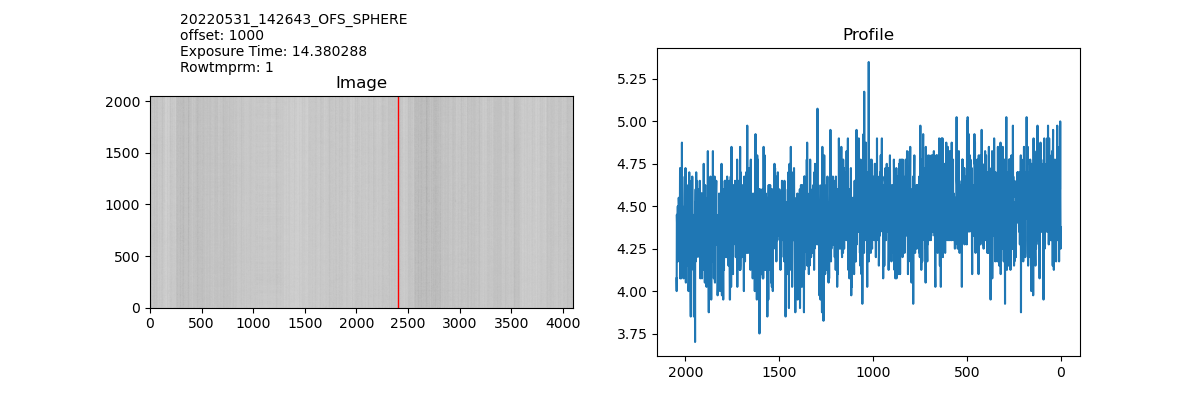 20220531_142643_OFS_SPHERE
offset: 1000
Exposure Time: 14.380288
Rowtmprm: 1
Image
2000
1500
1000
500
0
0 500 1000 1500 2000 2500 3000 3500 4000
Profile
5.25
5.00
4.75
4.50
4.25
4.00
3.75
2000 1500 1000 500 0